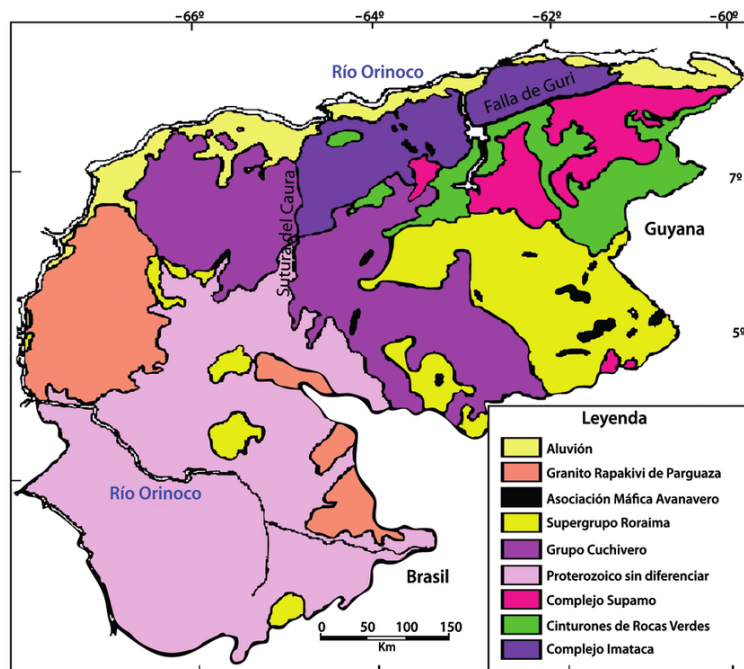 -66º
-64º
-62º
-60º
Río Orinoco
Falla de Guri
7º
Sutura del Caura
Guyana
5º
Río Orinoco
Brasil
0 50 100 150
Km
Leyenda
Aluvión
Granito Rapakivi de Parguaza
Asociación Máfica Avanavero
Supergrupo Roraima
Grupo Cuchivero
Proterozoico sin diferenciar
Complejo Supamo
Cinturones de Rocas Verdes
Complejo Imataca